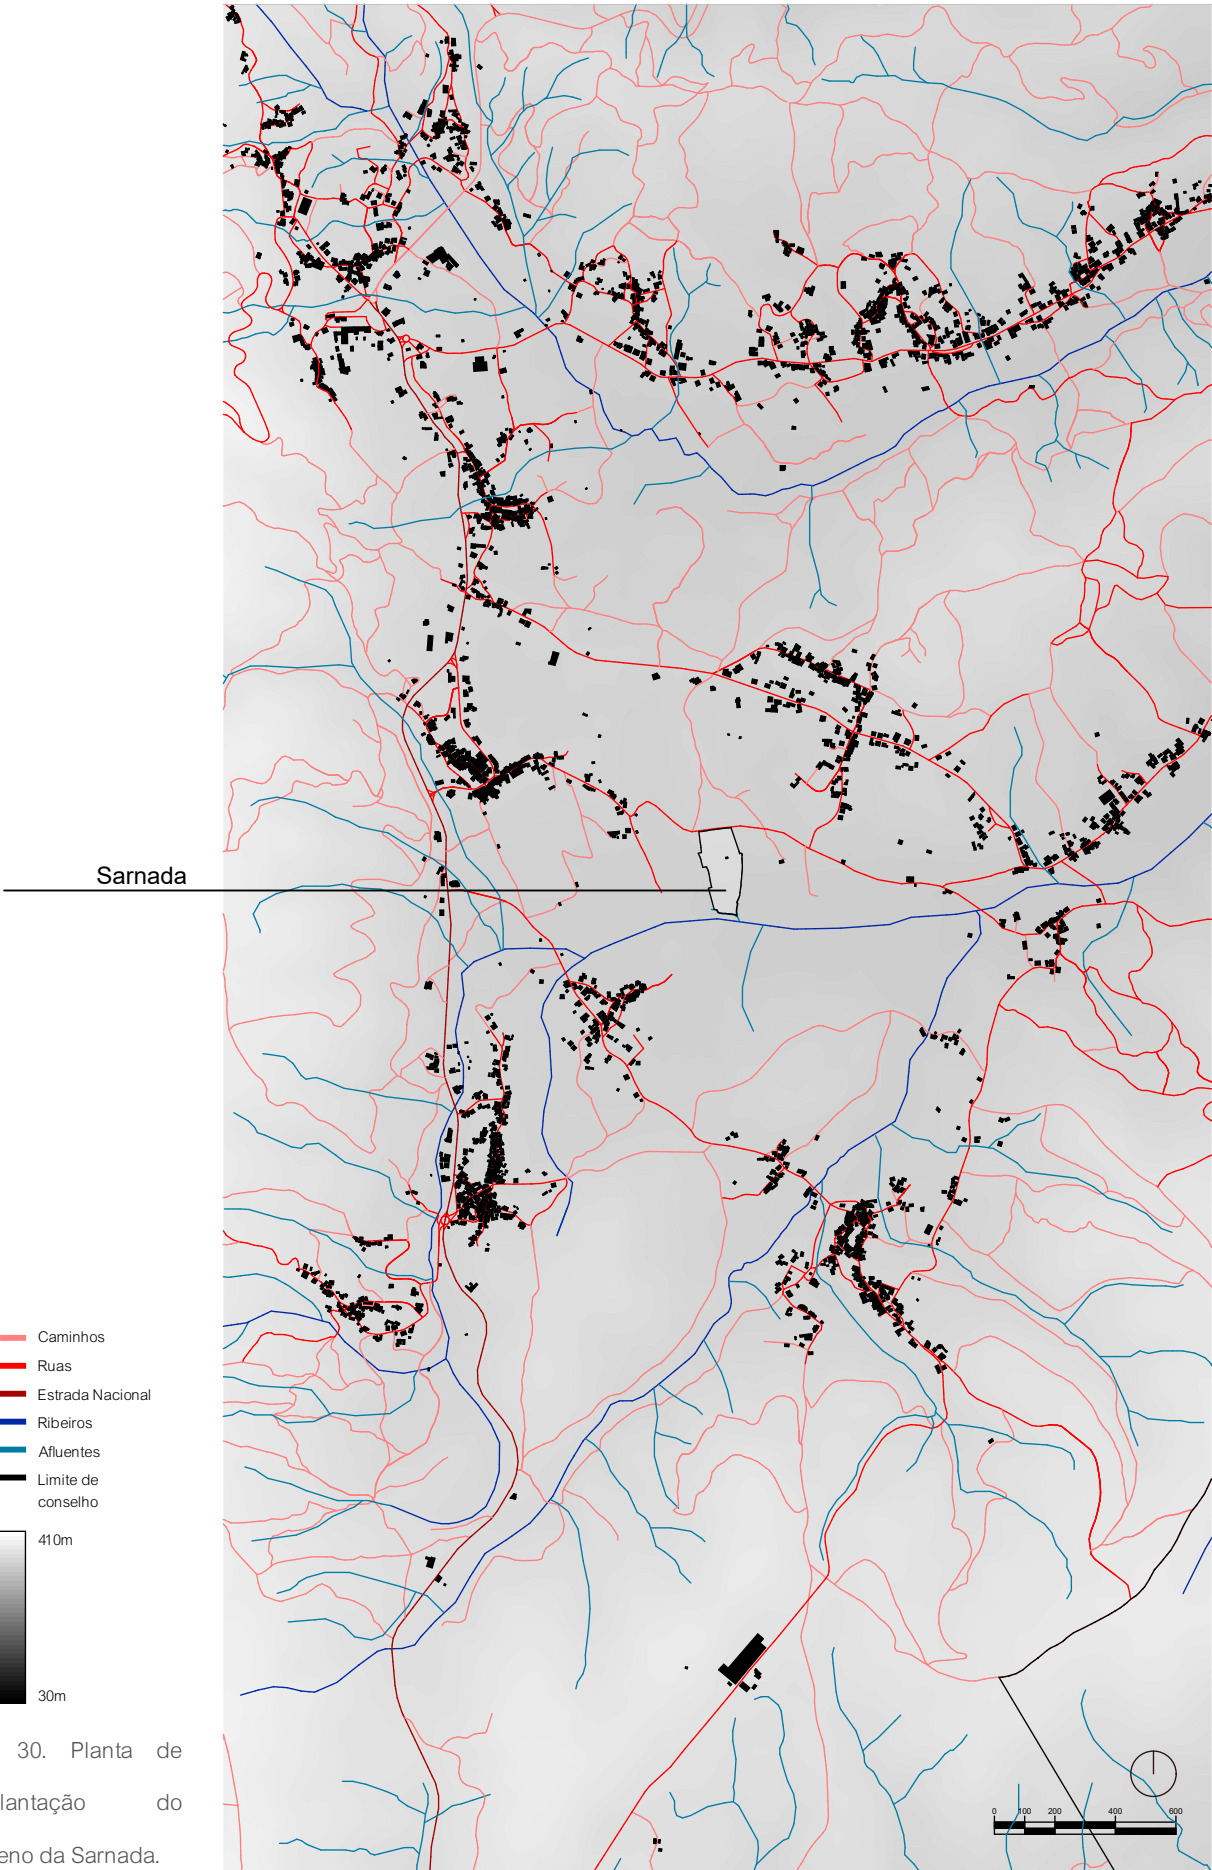 Sarnada
Caminhos
Ruas
Estrada Nacional
Ribeiros
Afluentes
Limite de
conselho
410m
30m
30. Planta de
lantação do
eno da Sarnada.
0 100 200 400 600